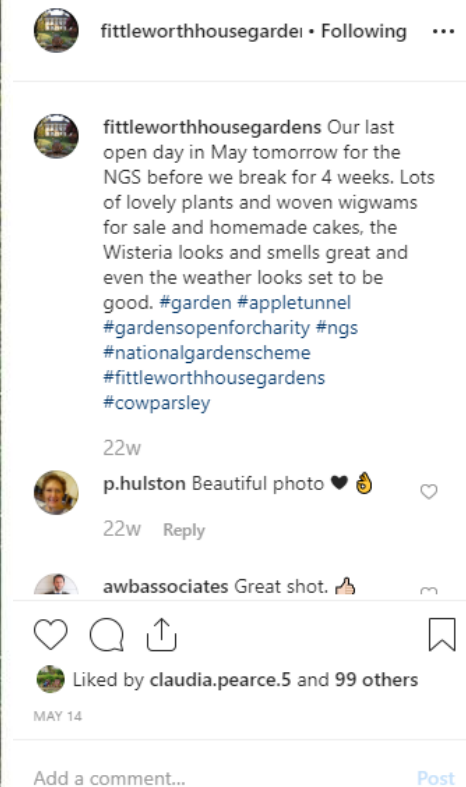 fittleworthhousegarde • Following •••
fittleworthhousegardens Our last
open day in May tomorrow for the
NGS before we break for 4 weeks. Lots
of lovely plants and woven wigwams
for sale and homemade cakes, the
Wisteria looks and smells great and
even the weather looks set to be
good. #garden #appletunnel
#gardensopenforcharity #ngs
#nationalgardenscheme
#fittleworthhousegardens
#cowparsley
22w
p.hulston Beautiful photo 🖤 👌
22w Reply
awbassociates Great shot. 👍🏻
Liked by claudia.pearce.5 and 99 others
MAY 14
Add a comment... Post